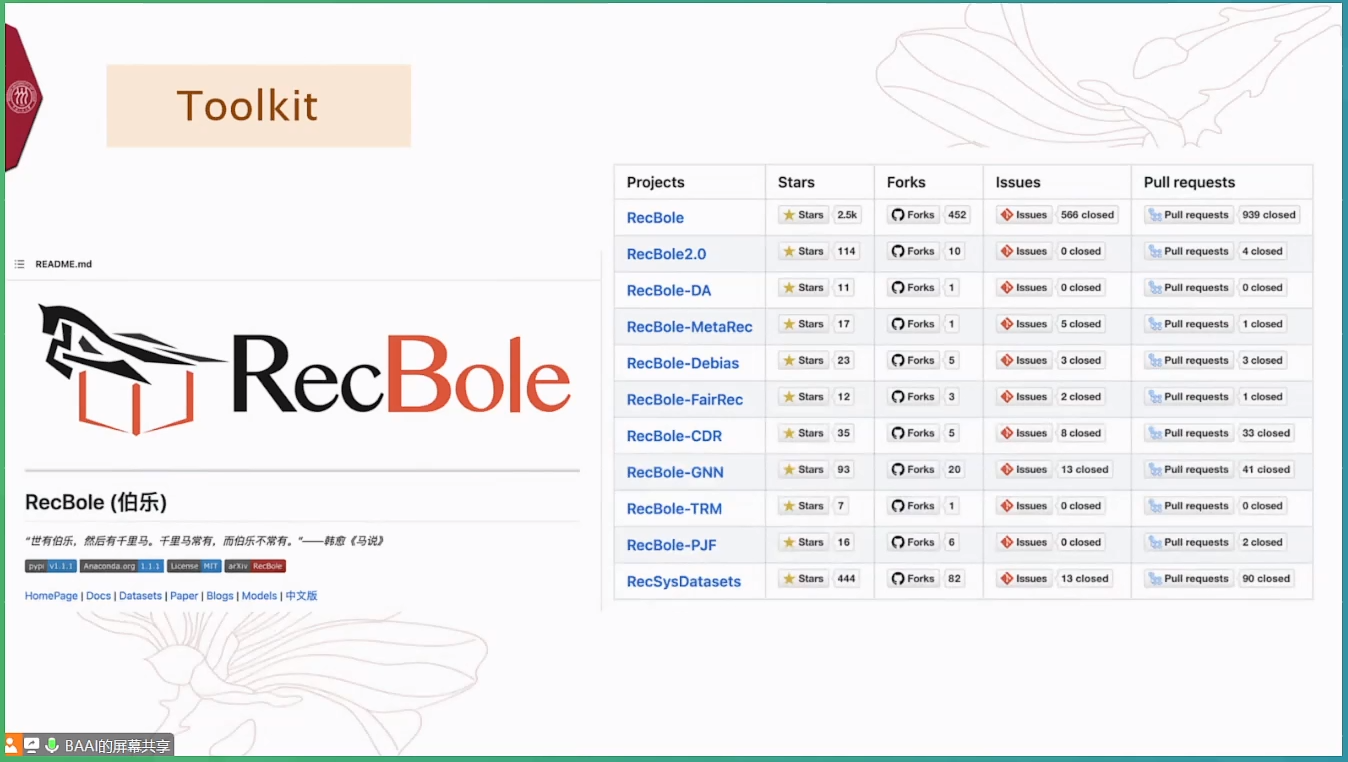 Toolkit
README.md
RecBole
RecBole (伯乐)
“世有伯乐，然后有千里马。千里马常有，而伯乐不常有。”——韩愈《马说》
pypi v1.1.1 Anaconda.org 1.1.1 License MIT arXiv RecBole
HomePage | Docs | Datasets | Paper | Blogs | Models | 中文版
Projects Stars Forks Issues Pull requests
RecBole Stars 2.5k Forks 452 Issues 566 closed Pull requests 939 closed
RecBole2.0 Stars 114 Forks 10 Issues 0 closed Pull requests 4 closed
RecBole-DA Stars 11 Forks 1 Issues 0 closed Pull requests 0 closed
RecBole-MetaRec Stars 17 Forks 1 Issues 5 closed Pull requests 1 closed
RecBole-Debias Stars 23 Forks 5 Issues 3 closed Pull requests 3 closed
RecBole-FairRec Stars 12 Forks 3 Issues 2 closed Pull requests 1 closed
RecBole-CDR Stars 35 Forks 5 Issues 8 closed Pull requests 33 closed
RecBole-GNN Stars 93 Forks 20 Issues 13 closed Pull requests 41 closed
RecBole-TRM Stars 7 Forks 1 Issues 0 closed Pull requests 0 closed
RecBole-PJF Stars 16 Forks 6 Issues 0 closed Pull requests 2 closed
RecSysDatasets Stars 444 Forks 82 Issues 13 closed Pull requests 90 closed
BAAI的屏幕共享